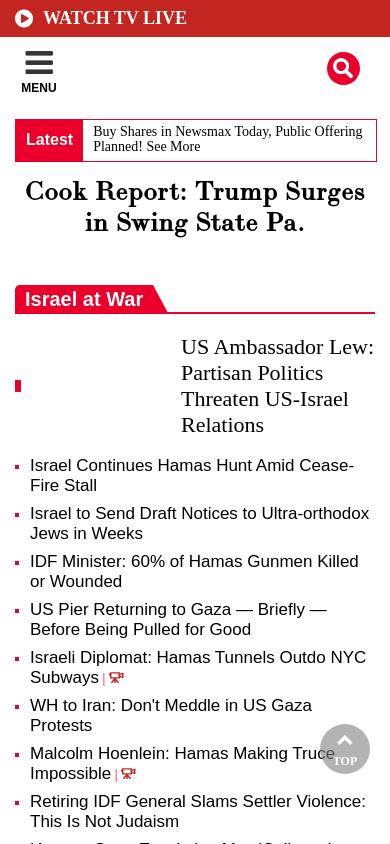 WATCH TV LIVE
MENU
Latest
Buy Shares in Newsmax Today, Public Offering
Planned! See More
Cook Report: Trump Surges
in Swing State Pa.
Israel at War
US Ambassador Lew:
Partisan Politics
Threaten US-Israel
Relations
Israel Continues Hamas Hunt Amid Cease-
Fire Stall
Israel to Send Draft Notices to Ultra-orthodox
Jews in Weeks
IDF Minister: 60% of Hamas Gunmen Killed
or Wounded
US Pier Returning to Gaza — Briefly —
Before Being Pulled for Good
Israeli Diplomat: Hamas Tunnels Outdo NYC
Subways |
WH to Iran: Don't Meddle in US Gaza
Protests
Malcolm Hoenlein: Hamas Making Truce
Impossible |
TOP
Retiring IDF General Slams Settler Violence:
This Is Not Judaism